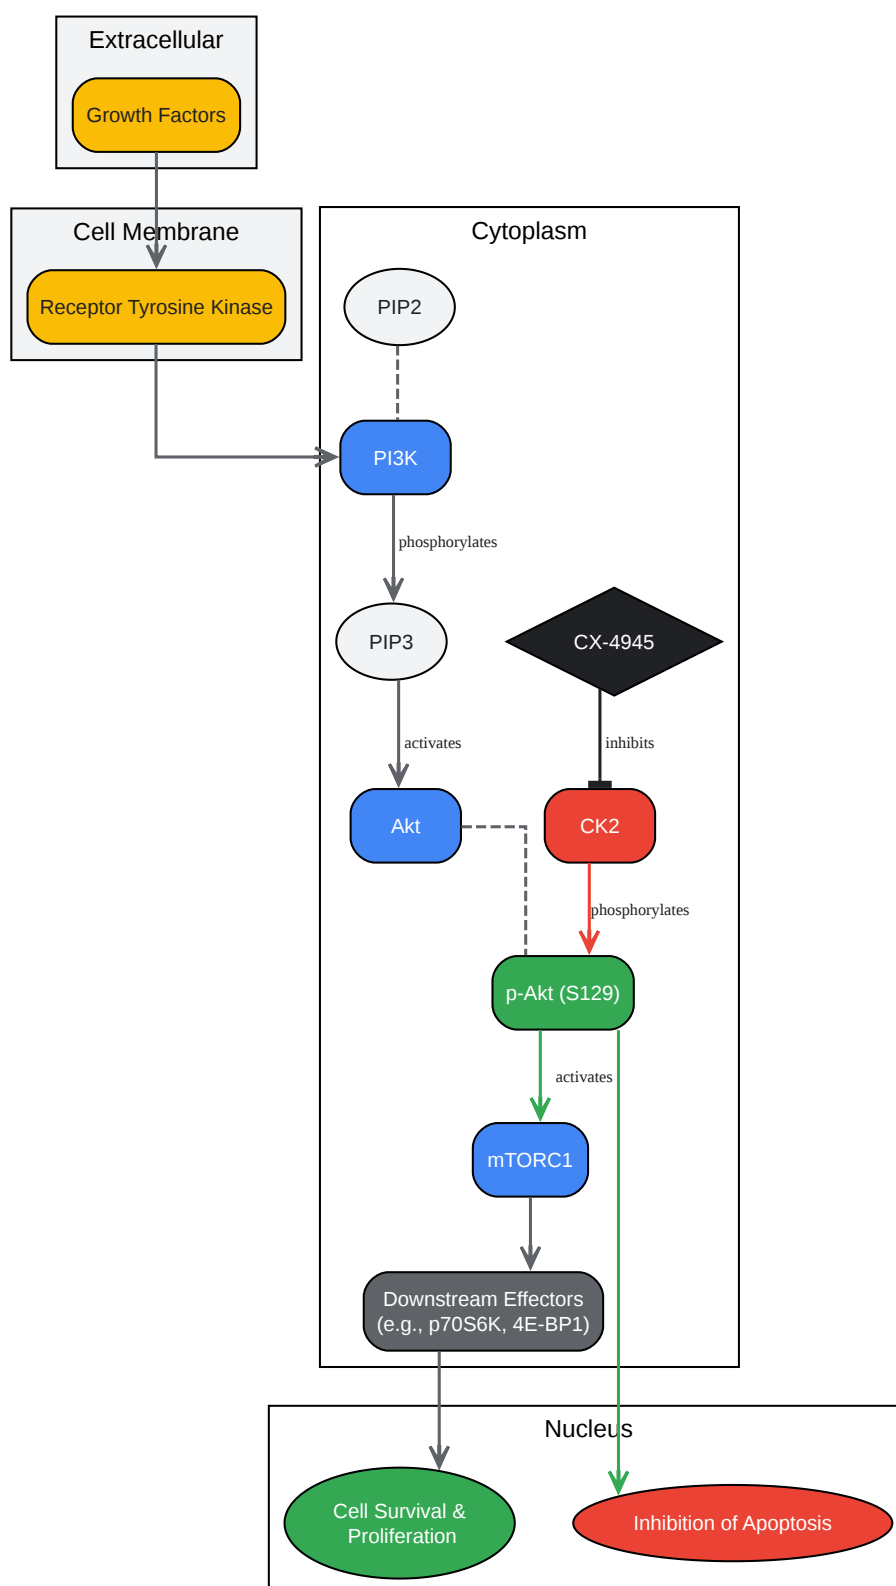 Extracellular
Growth Factors
Cell Membrane
Receptor Tyrosine Kinase
Cytoplasm
PIP2
PI3K
phosphorylates
PIP3
CX-4945
activates
inhibits
Akt
CK2
phosphorylates
p-Akt (S129)
activates
mTORC1
Downstream Effectors
(e.g., p70S6K, 4E-BP1)
Nucleus
Cell Survival &
Proliferation
Inhibition of Apoptosis